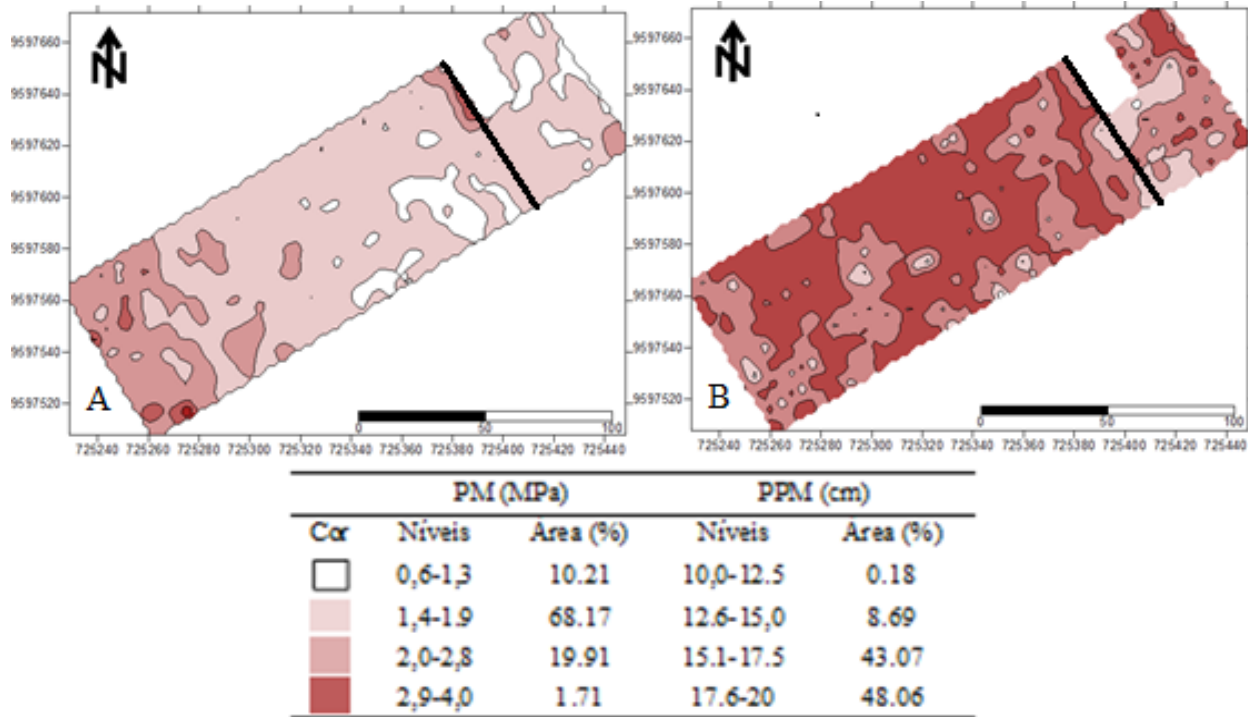 N
9597660
9597640
9597620
9597600
9597580
9597560
9597540
9597520
A
0 50 100
725240 725260 725280 725300 725320 725340 725360 725380 725400 725420 725440
N
9597660
9597640
9597620
9597600
9597580
9597560
9597540
9597520
B
0 50 100
725240 725260 725280 725300 725320 725340 725360 725380 725400 725420 725440
PM (MPa) PPM (cm)
Cor Níveis Área (%) Níveis Área (%)
0,6-1,3 10.21 10,0-12.5 0.18
1,4-1.9 68.17 12.6-15,0 8.69
2,0-2,8 19.91 15.1-17.5 43.07
2,9-4,0 1.71 17.6-20 48.06